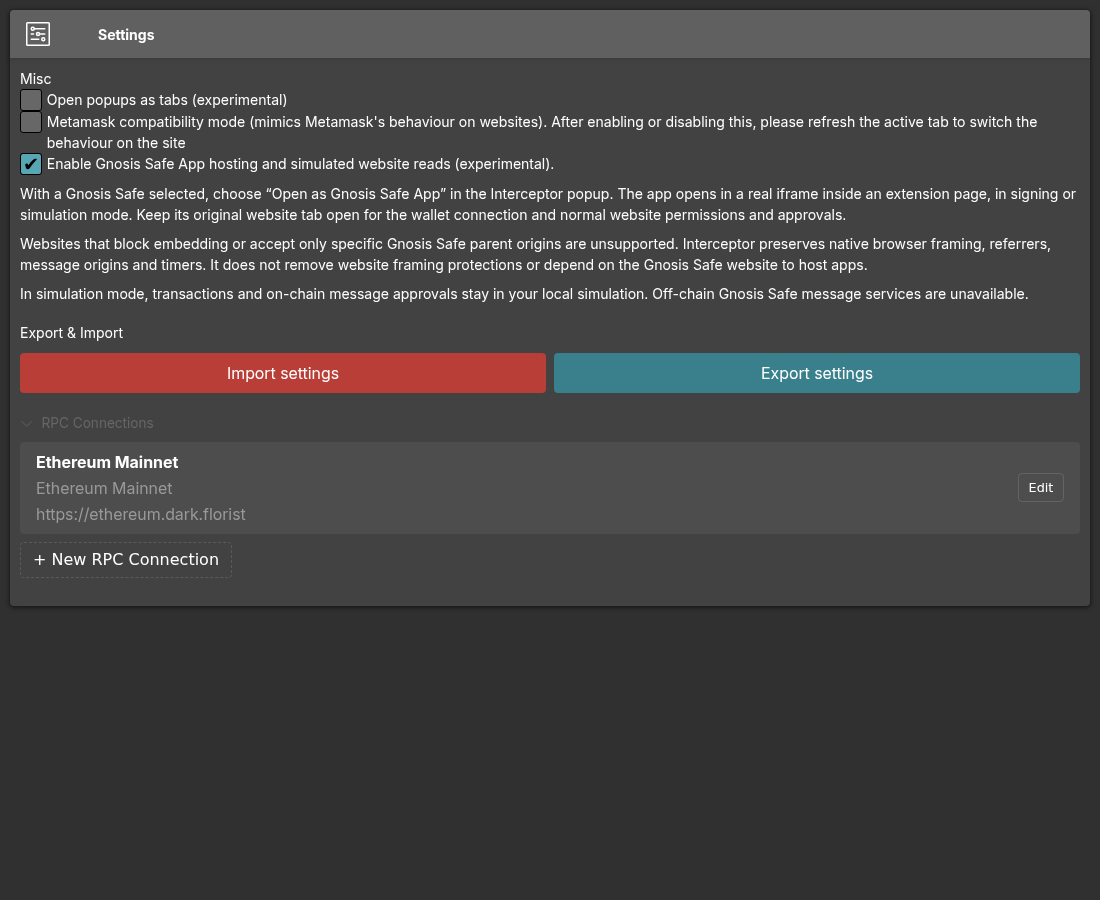 Settings
Misc
Open popups as tabs (experimental)
Metamask compatibility mode (mimics Metamask's behaviour on websites). After enabling or disabling this, please refresh the active tab to switch the
behaviour on the site
Enable Gnosis Safe App hosting and simulated website reads (experimental).
With a Gnosis Safe selected, choose “Open as Gnosis Safe App” in the Interceptor popup. The app opens in a real iframe inside an extension page, in signing or
simulation mode. Keep its original website tab open for the wallet connection and normal website permissions and approvals.
Websites that block embedding or accept only specific Gnosis Safe parent origins are unsupported. Interceptor preserves native browser framing, referrers,
message origins and timers. It does not remove website framing protections or depend on the Gnosis Safe website to host apps.
In simulation mode, transactions and on-chain message approvals stay in your local simulation. Off-chain Gnosis Safe message services are unavailable.
Export & Import
Import settings
Export settings
RPC Connections
Ethereum Mainnet
Ethereum Mainnet
https://ethereum.dark.florist
Edit
+ New RPC Connection